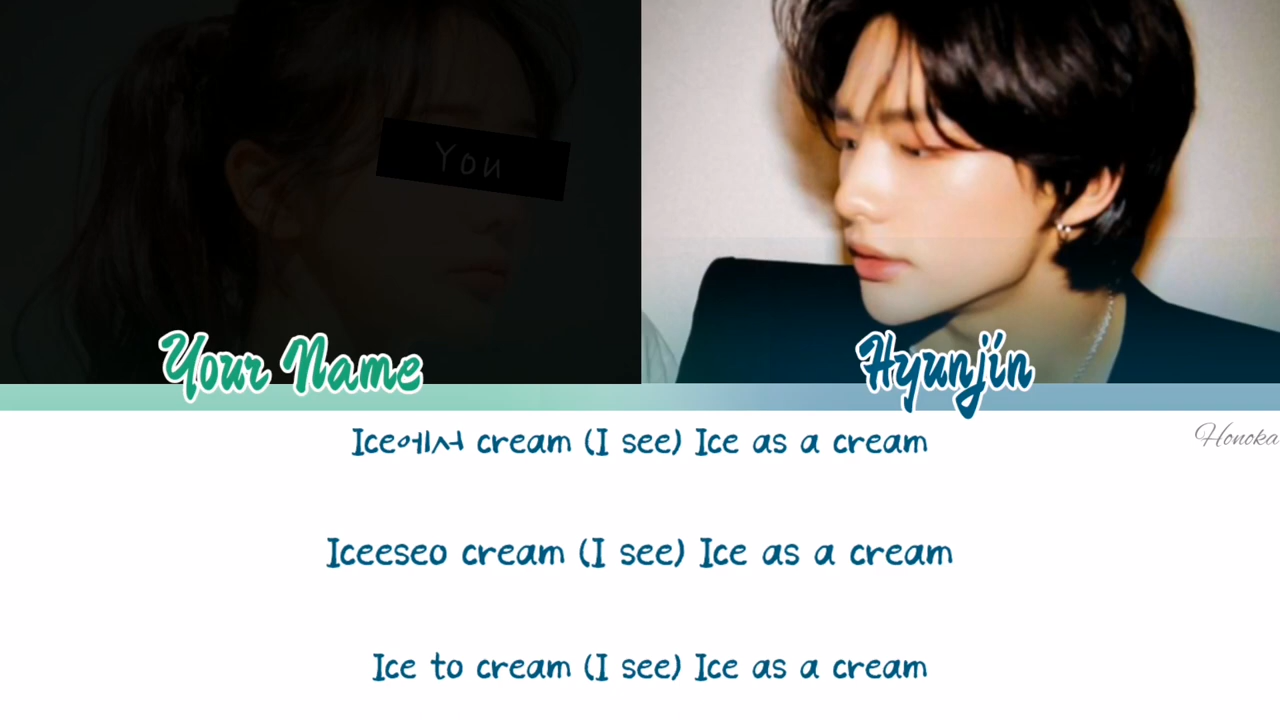 You
Your Name
Hyunjin
Honoka
Ice에서 cream (I see) Ice as a cream
Iceeseo cream (I see) Ice as a cream
Ice to cream (I see) Ice as a cream